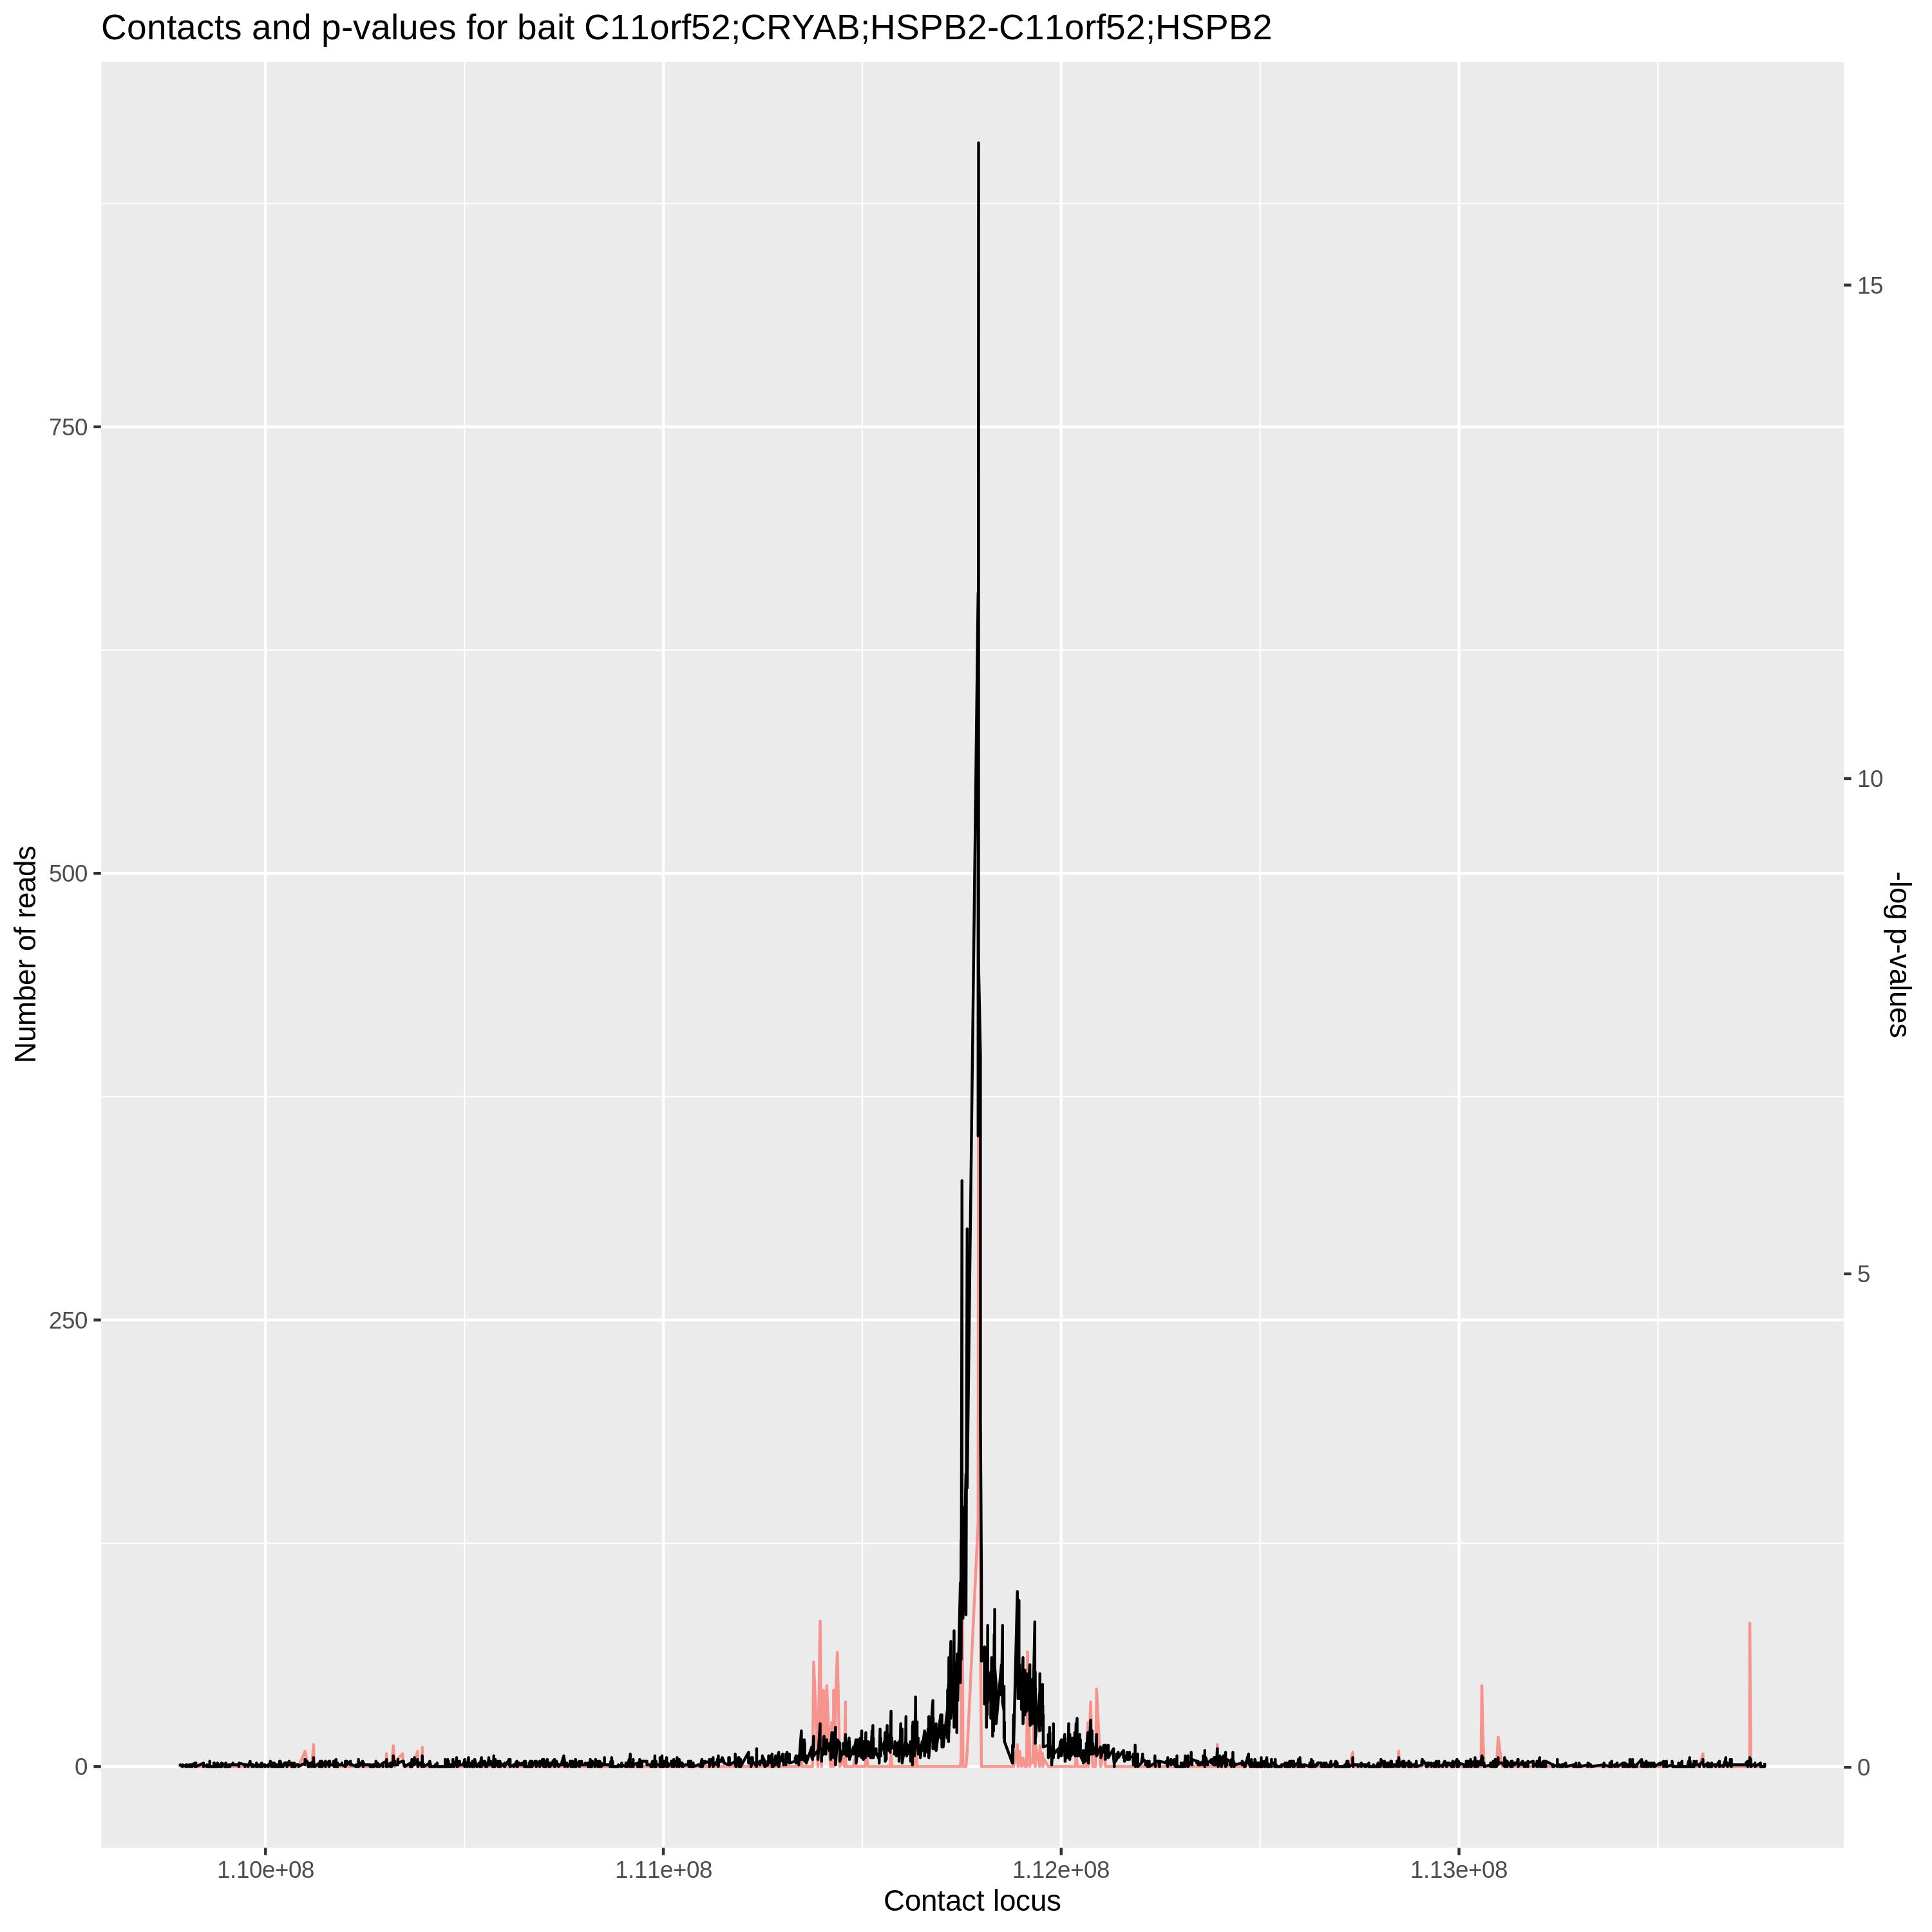 Contacts and p-values for bait C11orf52;CRYAB;HSPB2-C11orf52;HSPB2
Number of reads
750
500
250
0
-log p-values
15
10
5
0
1.10e+08
1.11e+08
1.12e+08
1.13e+08
Contact locus